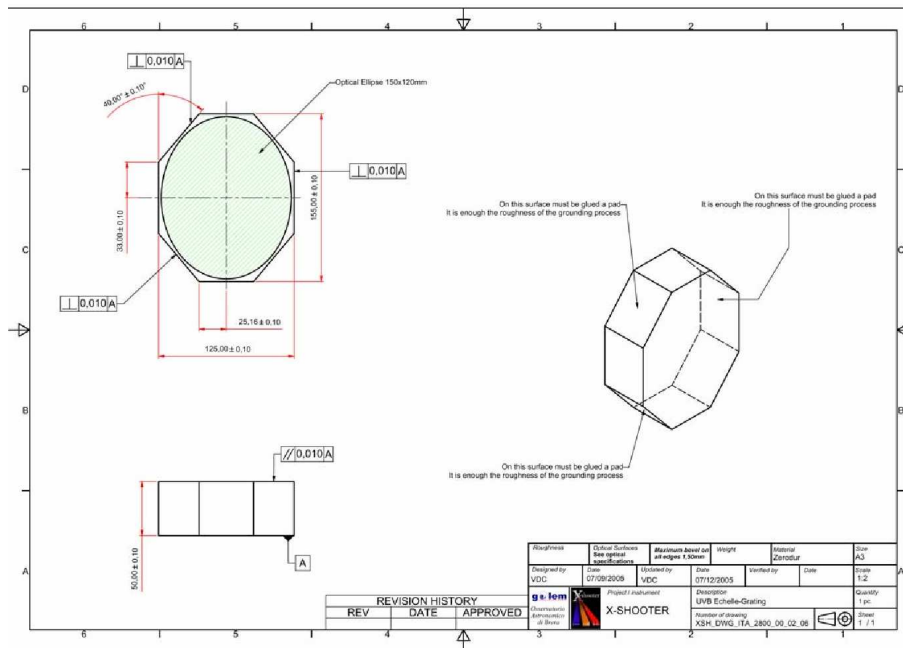 6 5 4 3 2 1
D
C
B
A
D
C
B
A
⊥ 0,010 A
40,00°± 0,10°
Optical Ellipse 150x120mm
⊥ 0,010 A
33,00± 0,10
155,00± 0,10
⊥ 0,010 A
25,16± 0,10
125,00± 0,10
On this surface must be glued a pad
It is enough the roughness of the grounding process
On this surface must be glued a pad
It is enough the roughness of the grounding process
On this surface must be glued a pad
It is enough the roughness of the grounding process
// 0,010 A
50,00± 0,10
A
REVISION HISTORY
REV DATE APPROVED
Roughness
Optical Surfaces
See optical
specifications
Maximum bevel on
all edges 1,50mm
Weight
Material
Zerodur
Size
A3
Designed by
VDC
Date
07/09/2005
Updated by
VDC
Date
07/12/2005
Verified by
Date
Scale
1:2
Osservatorio
Astronomico
di Brera
X-shooter
Project / instrument
X-SHOOTER
Description
UVB Echelle-Grating
Quantity
1 pc.
Number of drawing
XSH_DWG_ITA_2800_00_02_06
Sheet
1 / 1
6 5 4 3 2 1